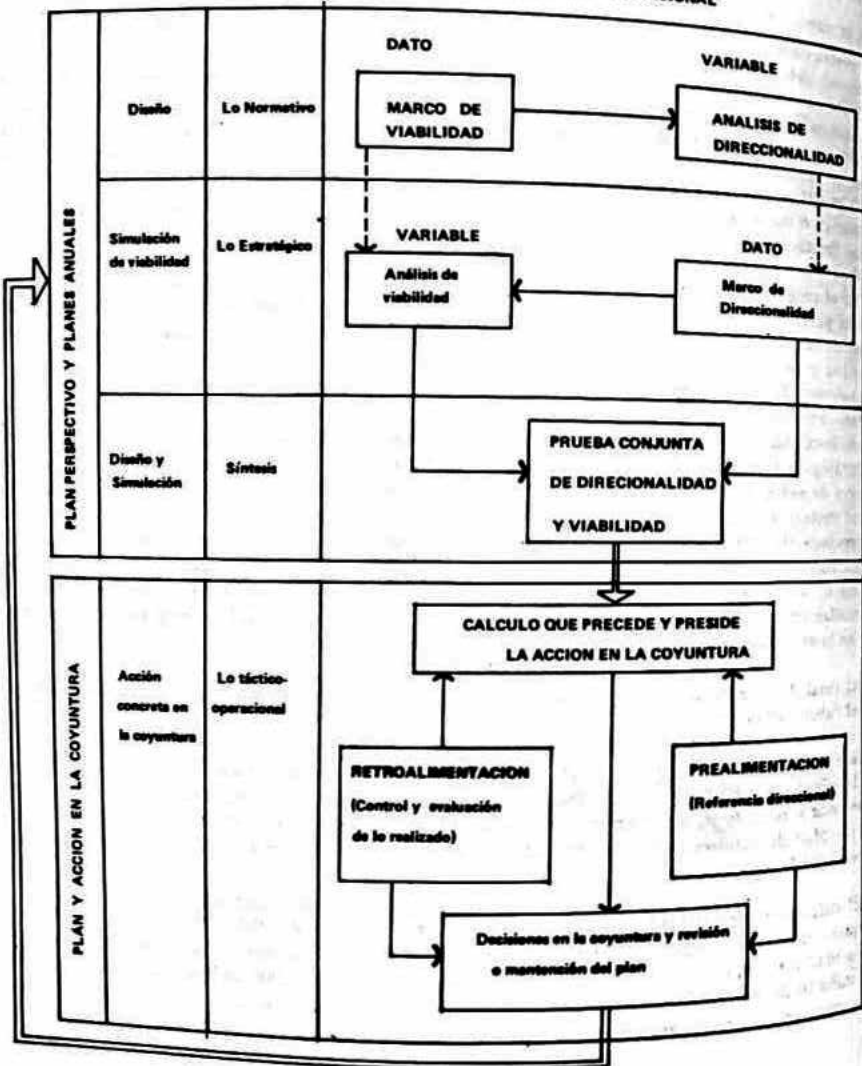 DATO
VARIABLE
Diseño
Lo Normativo
MARCO DE
VIABILIDAD
ANALISIS DE
DIRECCIONALIDAD
PLAN PERSPECTIVO Y PLANES ANUALES
Simulación
de viabilidad
Lo Estratégico
VARIABLE
DATO
Análisis de
viabilidad
Marco de
Direccionalidad
Diseño y
Simulación
Síntesis
PRUEBA CONJUNTA
DE DIRECIONALIDAD
Y VIABILIDAD
PLAN Y ACCION EN LA COYUNTURA
Acción
concreta en
la coyuntura
Lo táctico-
operacional
CALCULO QUE PRECEDE Y PRESIDE
LA ACCION EN LA COYUNTURA
RETROALIMENTACION
(Control y evaluación
de lo realizado)
PREALIMENTACION
(Referencia direccional)
Decisiones en la coyuntura y revisión
o mantención del plan